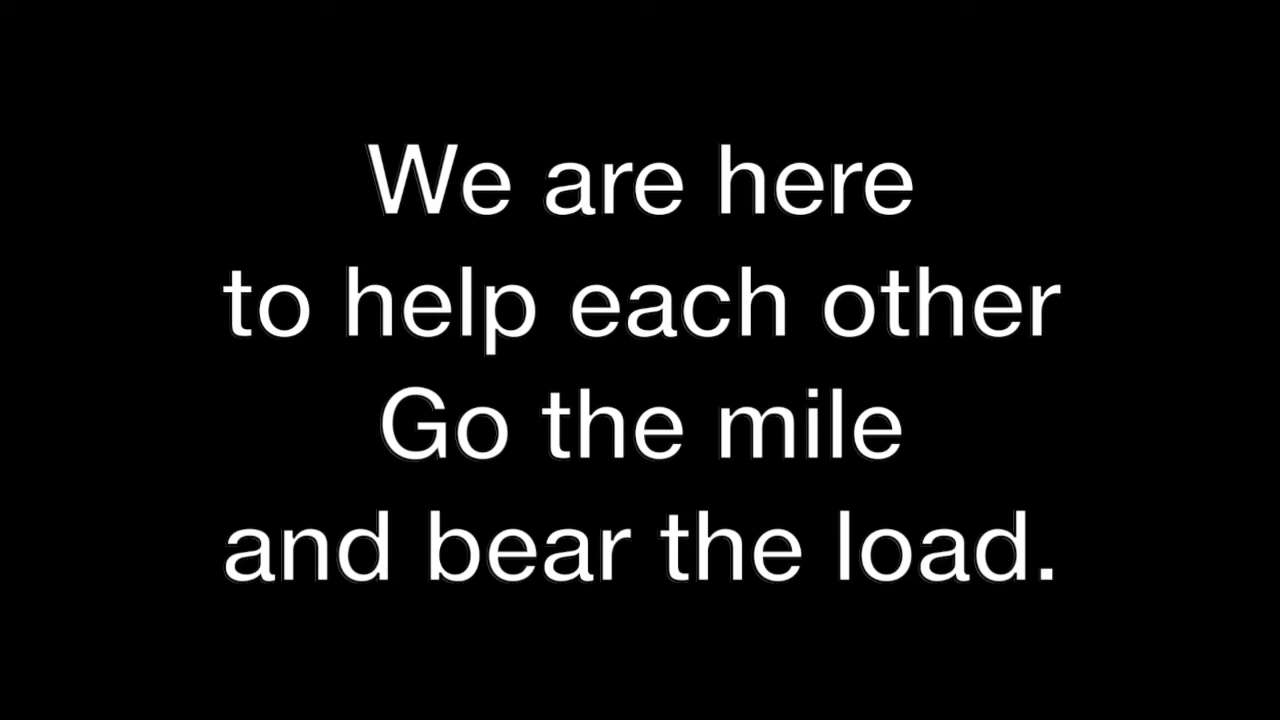 We are here
to help each other
Go the mile
and bear the load.